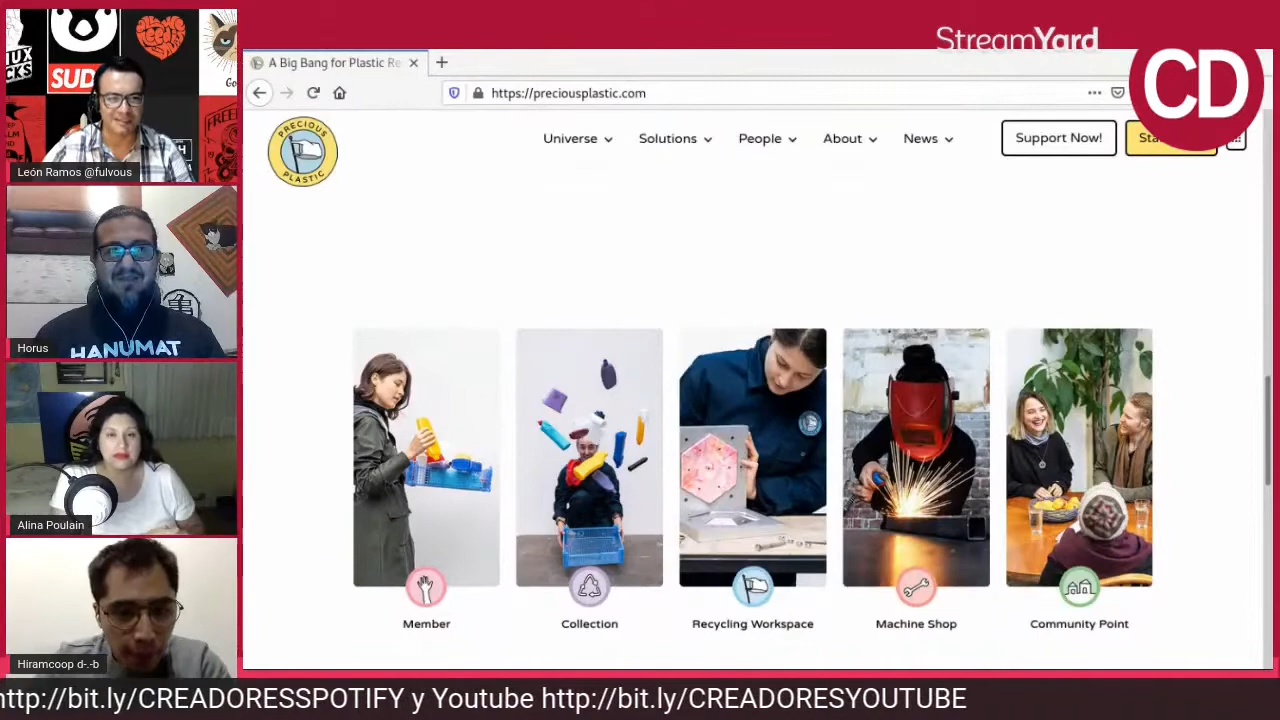 StreamYard
CD
SUD
León Ramos @fulvous
Horus
HANUMAT
Alina Poulain
Hiramcoop d-.-b
A Big Bang for Plastic Re
https://preciousplastic.com
PRECIOUS
PLASTIC
Universe
Solutions
People
About
News
Support Now!
Sta
Member
Collection
Recycling Workspace
Machine Shop
Community Point
http://bit.ly/CREADORESSPOTIFY y Youtube http://bit.ly/CREADORESYOUTUBE